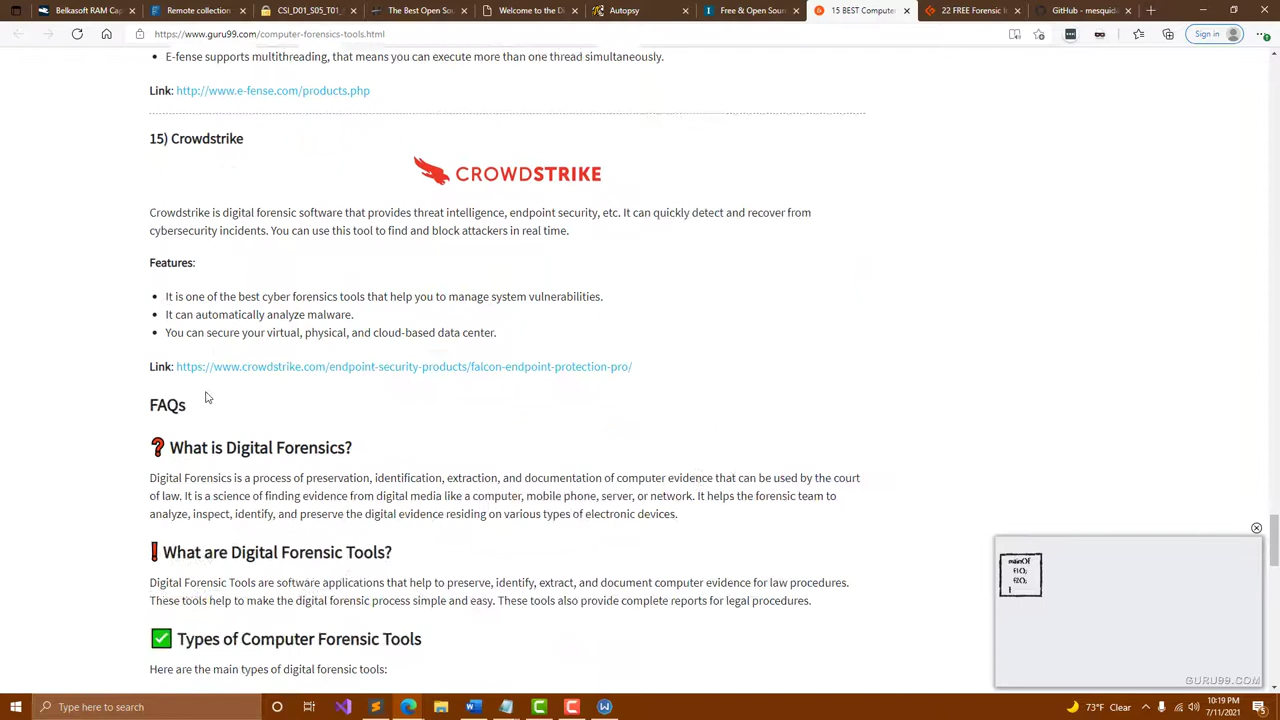 Belkasoft RAM Cap
Remote collection
CSI_D01_S05_T01_
The Best Open Sou
Welcome to the Di
Autopsy
Free & Open Sourc
15 BEST Computer
22 FREE Forensic In
GitHub - mesquida
https://www.guru99.com/computer-forensics-tools.html
Sign in
• E-fense supports multithreading, that means you can execute more than one thread simultaneously.
Link: http://www.e-fense.com/products.php
15) Crowdstrike
CROWDSTRIKE
Crowdstrike is digital forensic software that provides threat intelligence, endpoint security, etc. It can quickly detect and recover from
cybersecurity incidents. You can use this tool to find and block attackers in real time.
Features:
• It is one of the best cyber forensics tools that help you to manage system vulnerabilities.
• It can automatically analyze malware.
• You can secure your virtual, physical, and cloud-based data center.
Link: https://www.crowdstrike.com/endpoint-security-products/falcon-endpoint-protection-pro/
FAQs
❓ What is Digital Forensics?
Digital Forensics is a process of preservation, identification, extraction, and documentation of computer evidence that can be used by the court
of law. It is a science of finding evidence from digital media like a computer, mobile phone, server, or network. It helps the forensic team to
analyze, inspect, identify, and preserve the digital evidence residing on various types of electronic devices.
❗ What are Digital Forensic Tools?
Digital Forensic Tools are software applications that help to preserve, identify, extract, and document computer evidence for law procedures.
These tools help to make the digital forensic process simple and easy. These tools also provide complete reports for legal procedures.
✅ Types of Computer Forensic Tools
Here are the main types of digital forensic tools:
GURU99.COM
Type here to search
73°F Clear
10:19 PM
7/11/2021